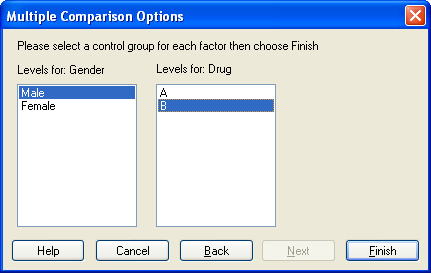 Multiple Comparison Options
Please select a control group for each factor then choose Finish
Levels for: Gender Levels for: Drug
Male A
Female B
Help Cancel Back Next Finish